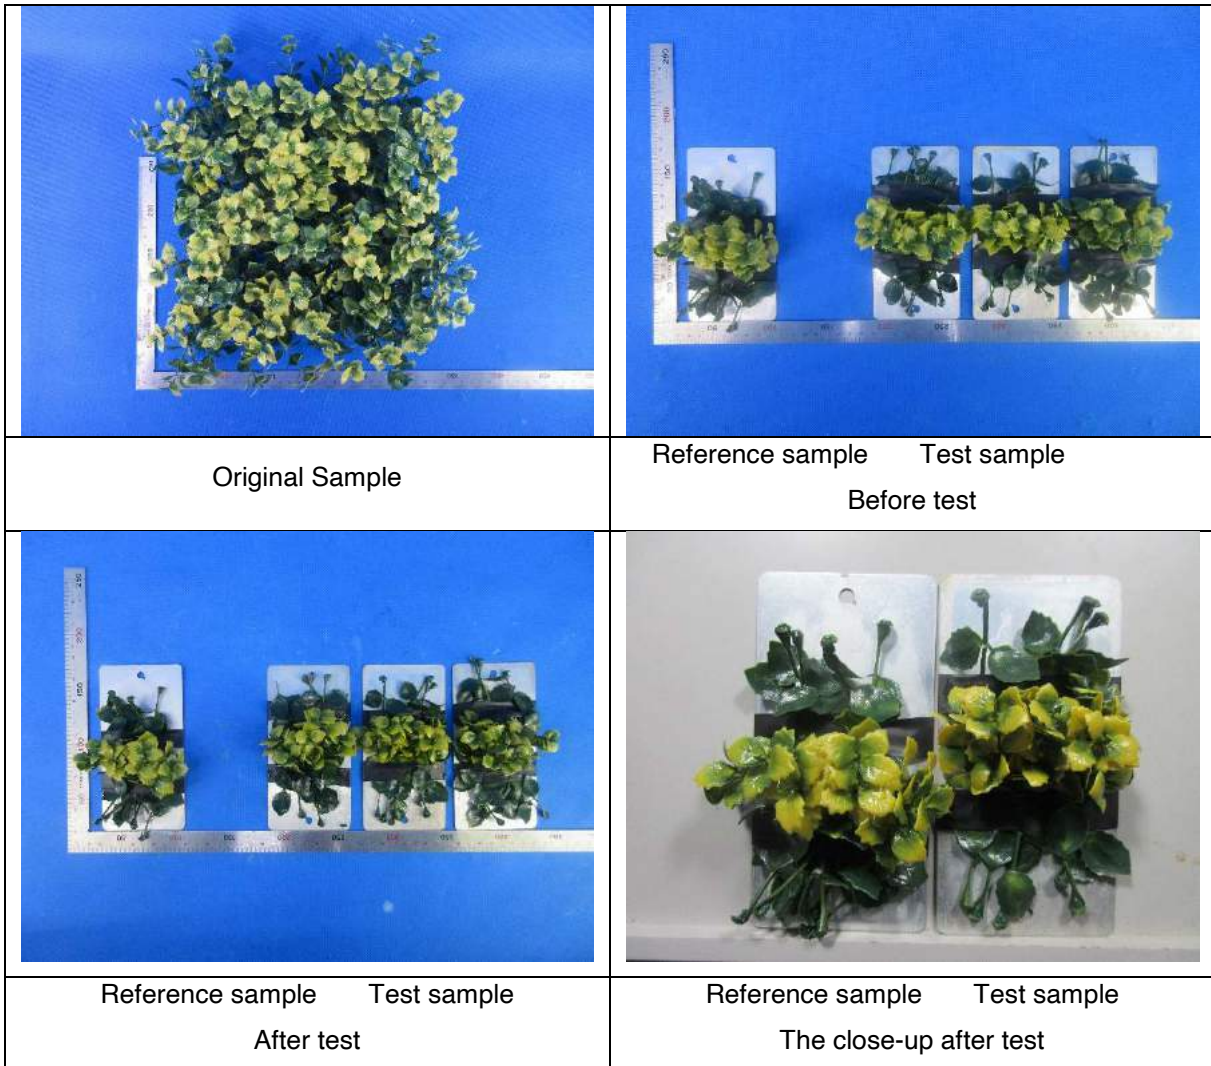 Original Sample
Reference sample Test sample
Before test
Reference sample Test sample
After test
Reference sample Test sample
The close-up after test